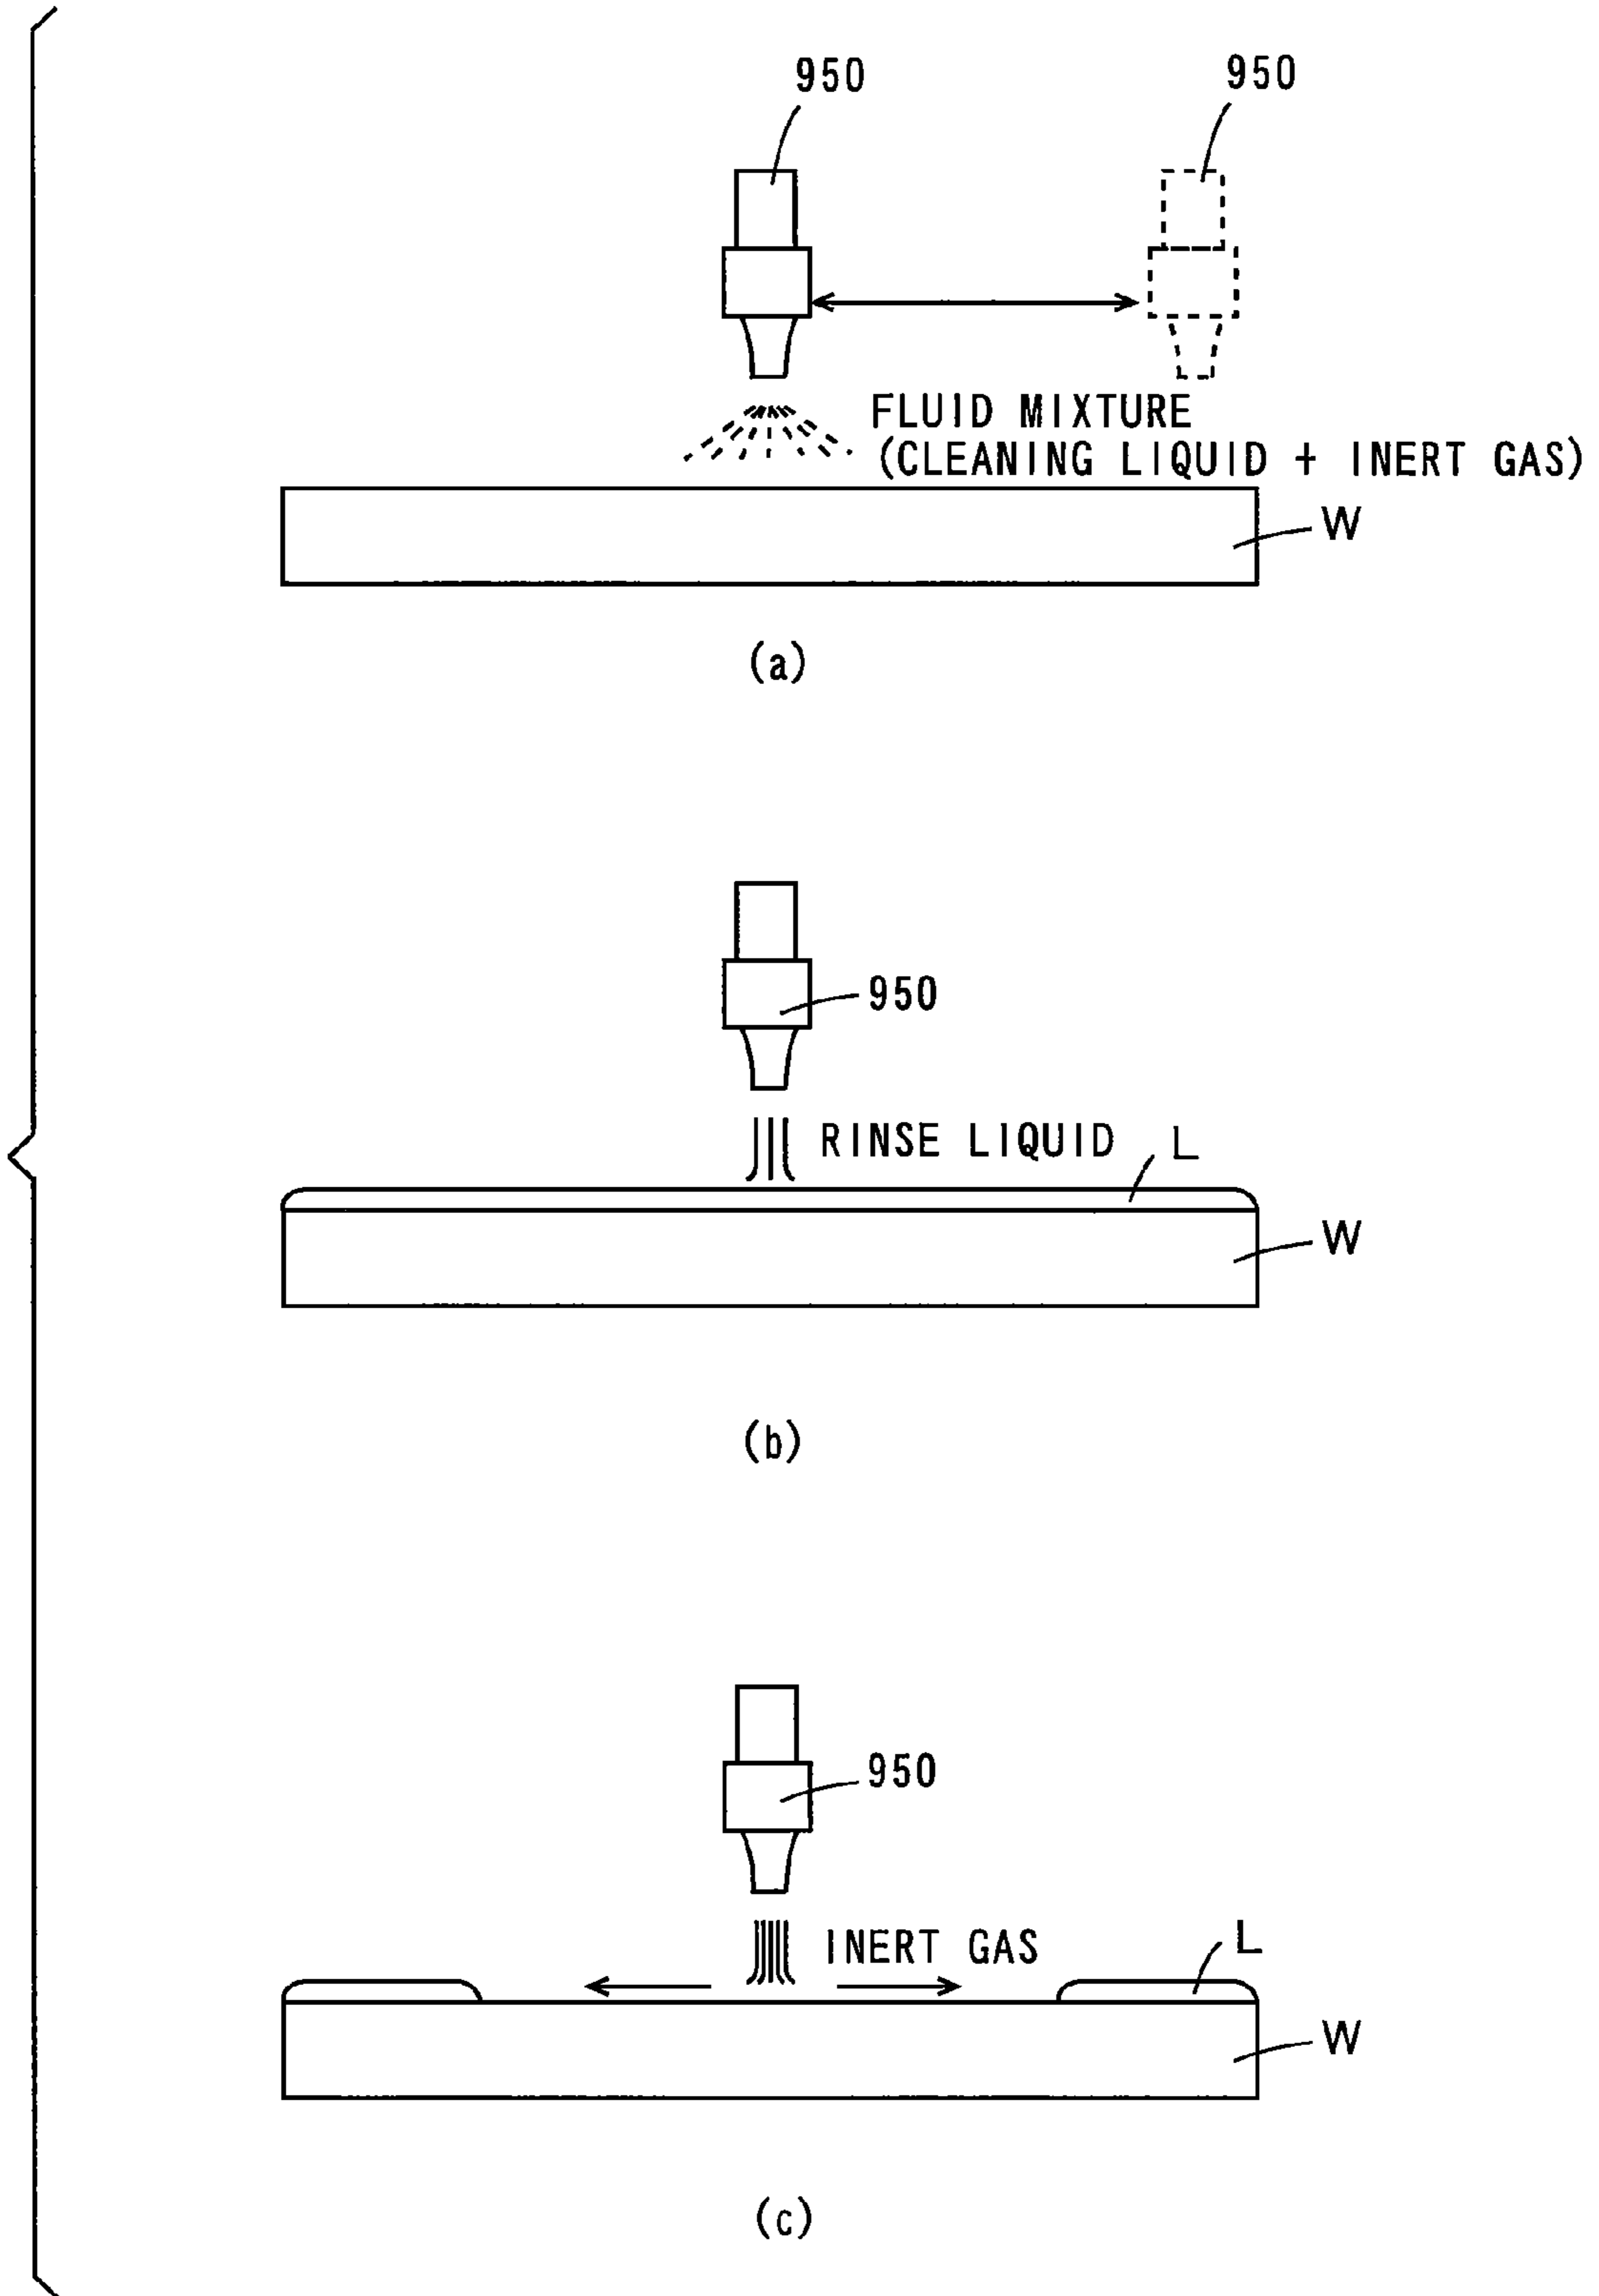 950
950
FLUID MIXTURE
(CLEANING LIQUID + INERT GAS)
W
(a)
950
RINSE LIQUID
L
W
(b)
950
INERT GAS
L
W
(c)